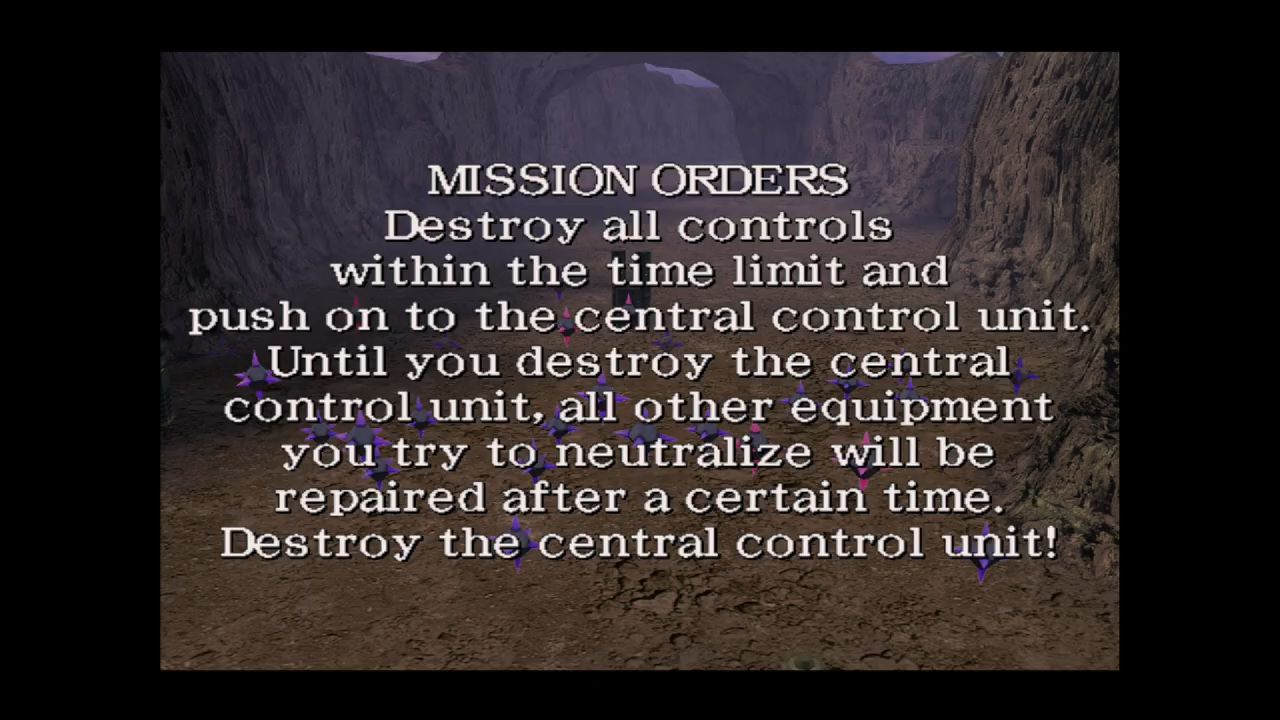 MISSION ORDERS
Destroy all controls
within the time limit and
push on to the central control unit.
Until you destroy the central
control unit, all other equipment
you try to neutralize will be
repaired after a certain time.
Destroy the central control unit!